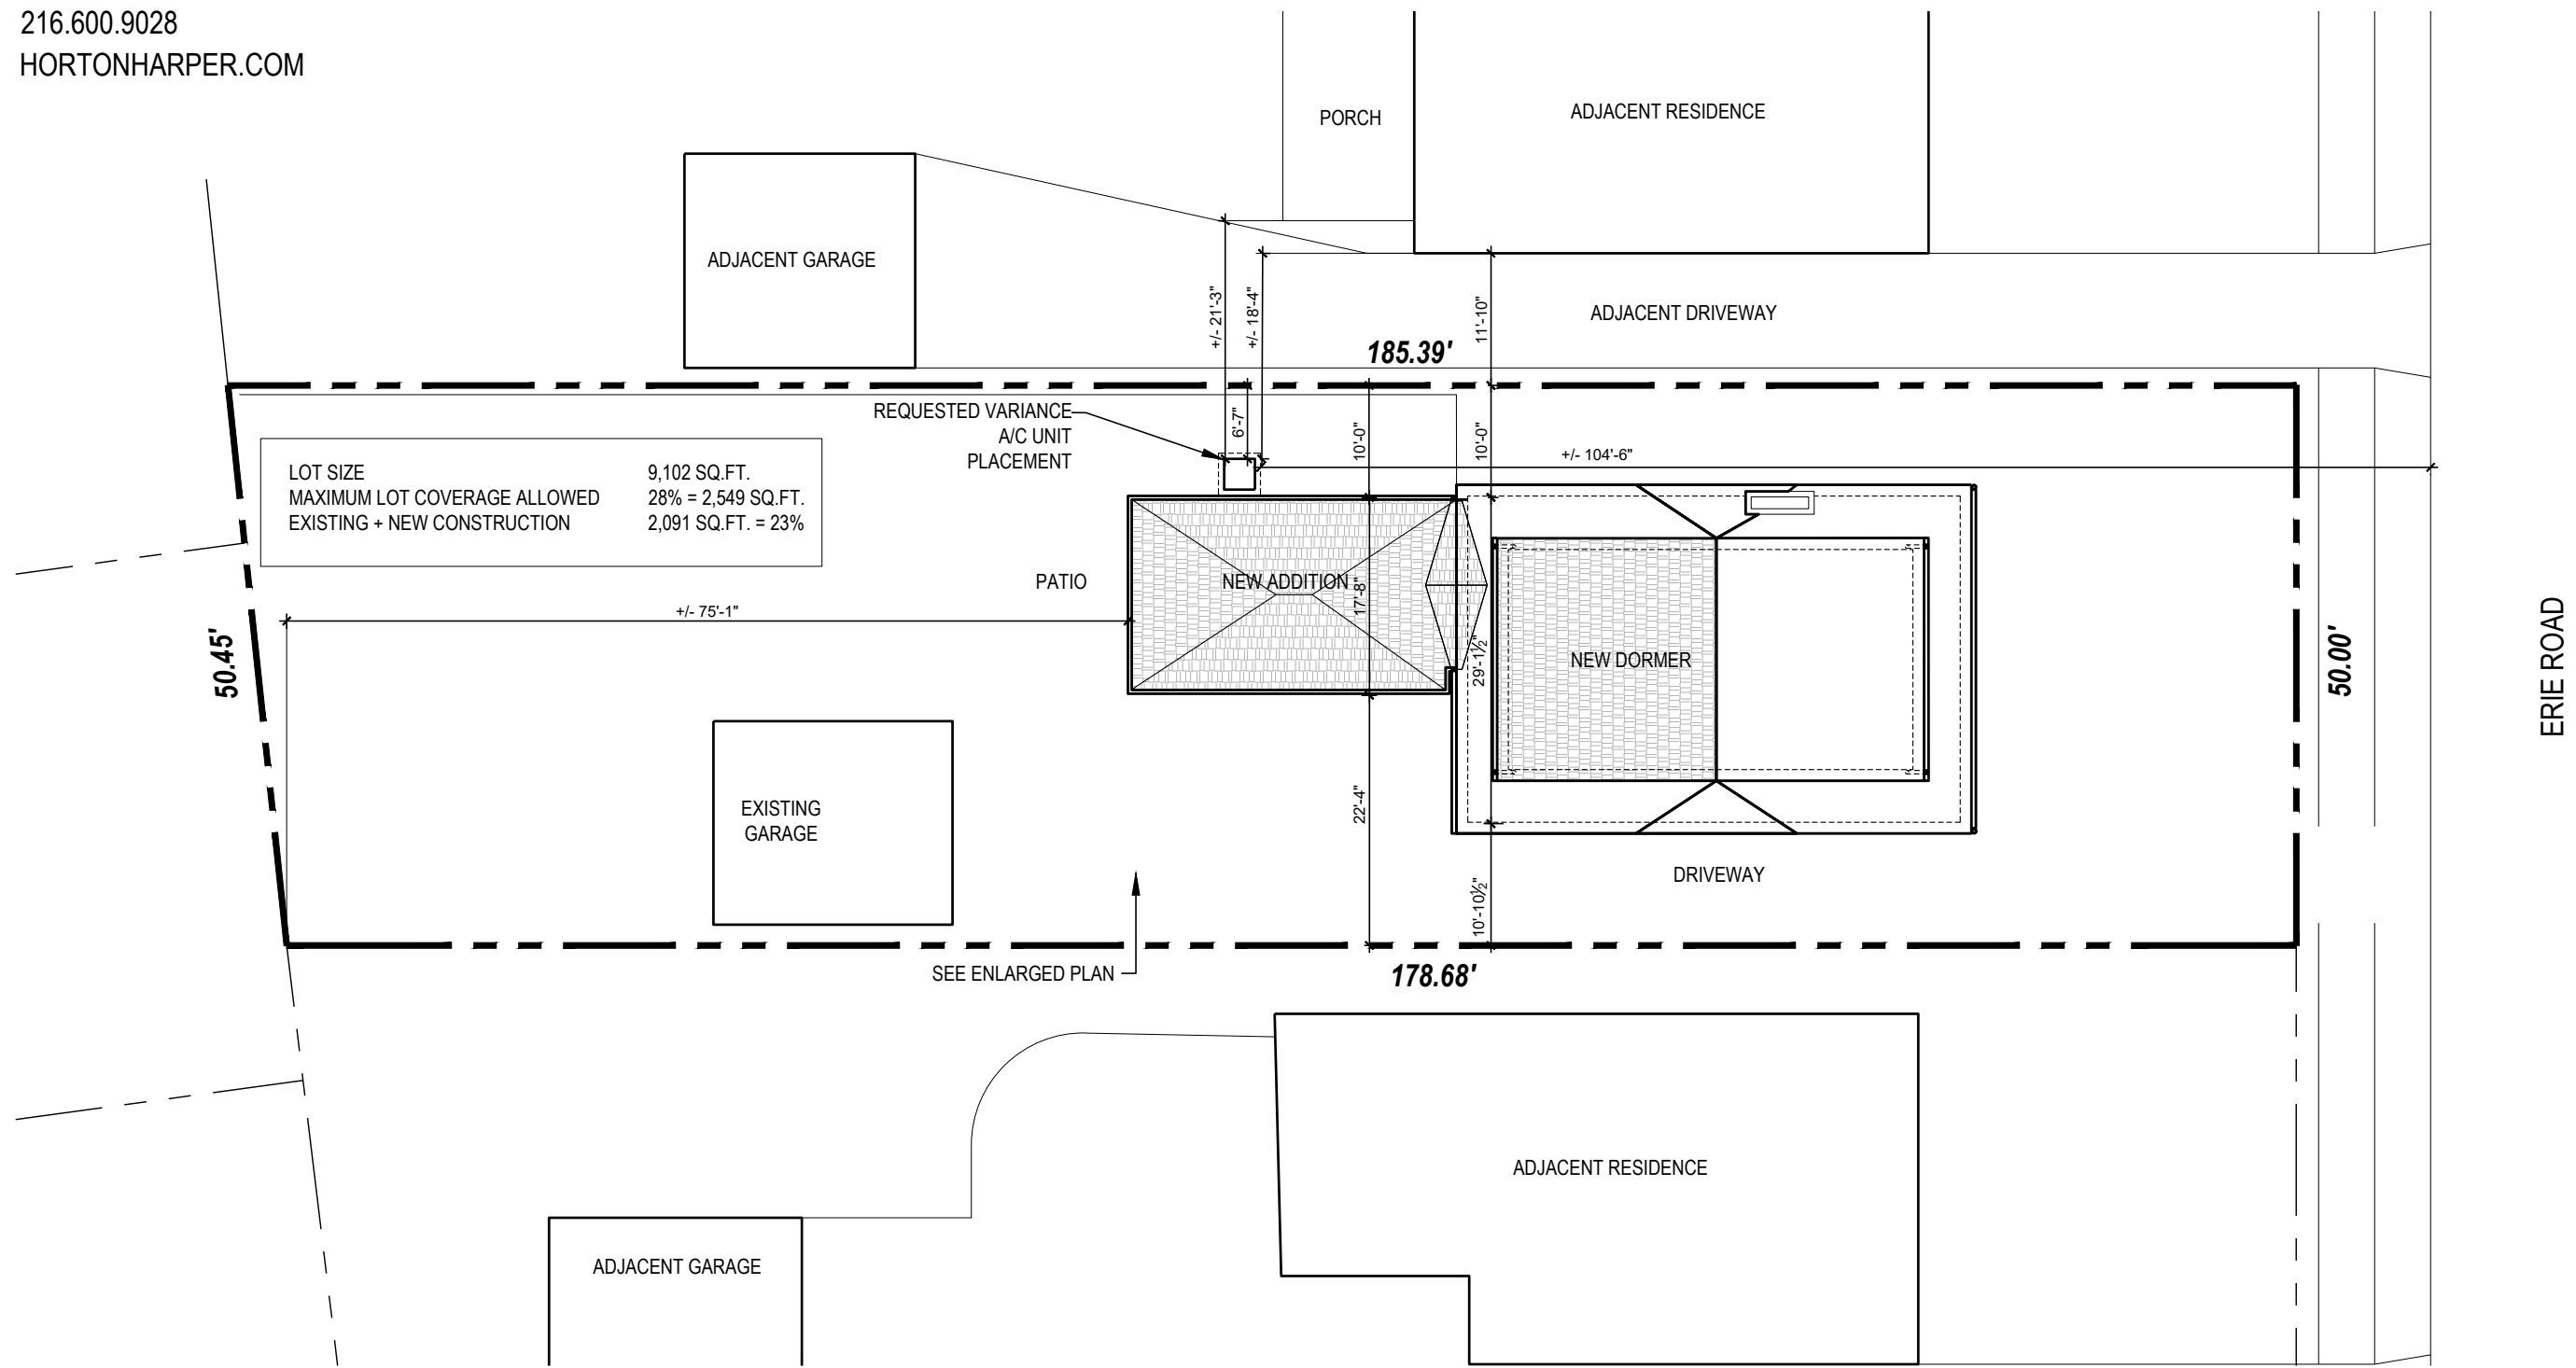 216.600.9028
HORTONHARPER.COM
PORCH
ADJACENT RESIDENCE
ADJACENT GARAGE
+/- 21'-3"
+/- 18'-4"
11'-10"
ADJACENT DRIVEWAY
185.39'
REQUESTED VARIANCE
A/C UNIT
PLACEMENT
6'-7"
10'-0"
10'-0"
+/- 104'-6"
LOT SIZE 9,102 SQ.FT.
MAXIMUM LOT COVERAGE ALLOWED 28% = 2,549 SQ.FT.
EXISTING + NEW CONSTRUCTION 2,091 SQ.FT. = 23%
PATIO
NEW ADDITION
17'-8"
+/- 75'-1"
50.45'
29'-1½"
NEW DORMER
50.00'
ERIE ROAD
EXISTING
GARAGE
22'-4"
10'-10½"
DRIVEWAY
SEE ENLARGED PLAN
178.68'
ADJACENT RESIDENCE
ADJACENT GARAGE